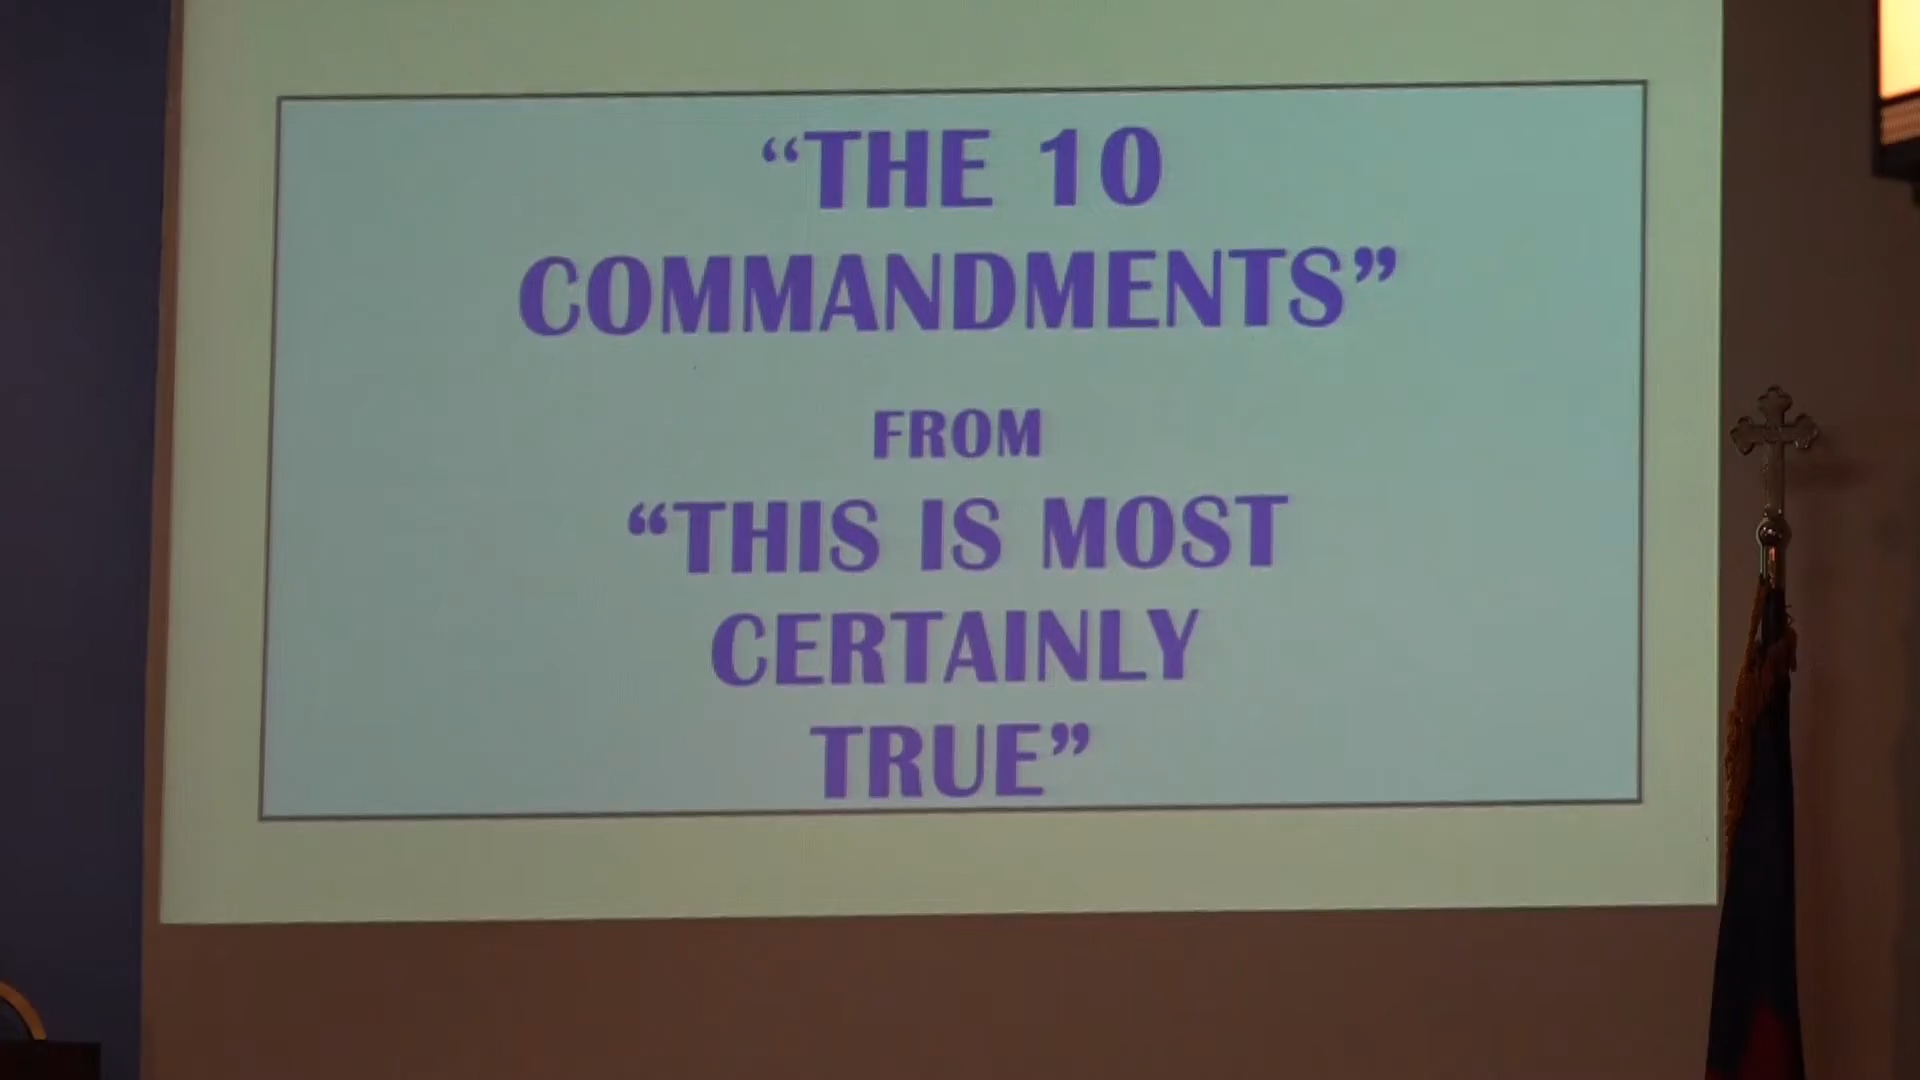 “THE 10
COMMANDMENTS”
FROM
“THIS IS MOST
CERTAINLY
TRUE”